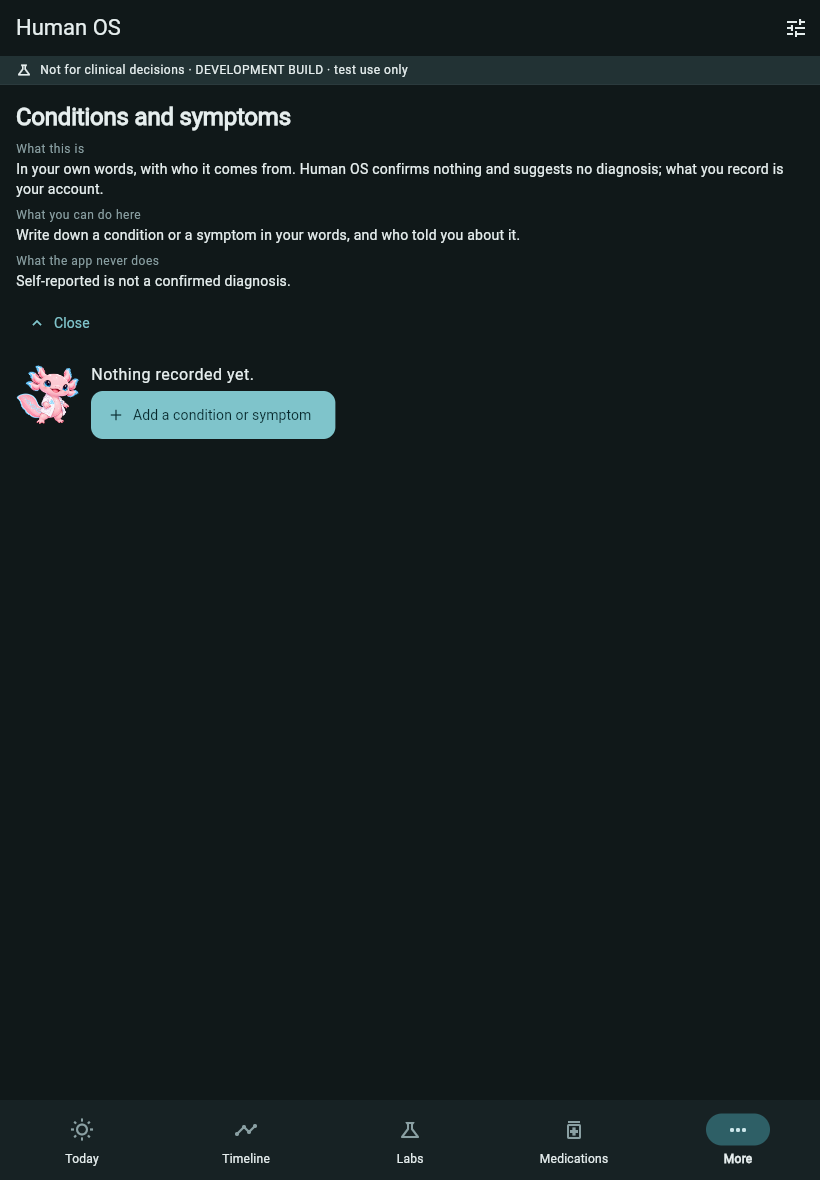 Human OS
Not for clinical decisions · DEVELOPMENT BUILD · test use only
Conditions and symptoms
What this is
In your own words, with who it comes from. Human OS confirms nothing and suggests no diagnosis; what you record is
your account.
What you can do here
Write down a condition or a symptom in your words, and who told you about it.
What the app never does
Self-reported is not a confirmed diagnosis.
Close
Nothing recorded yet.
Add a condition or symptom
Today
Timeline
Labs
Medications
More